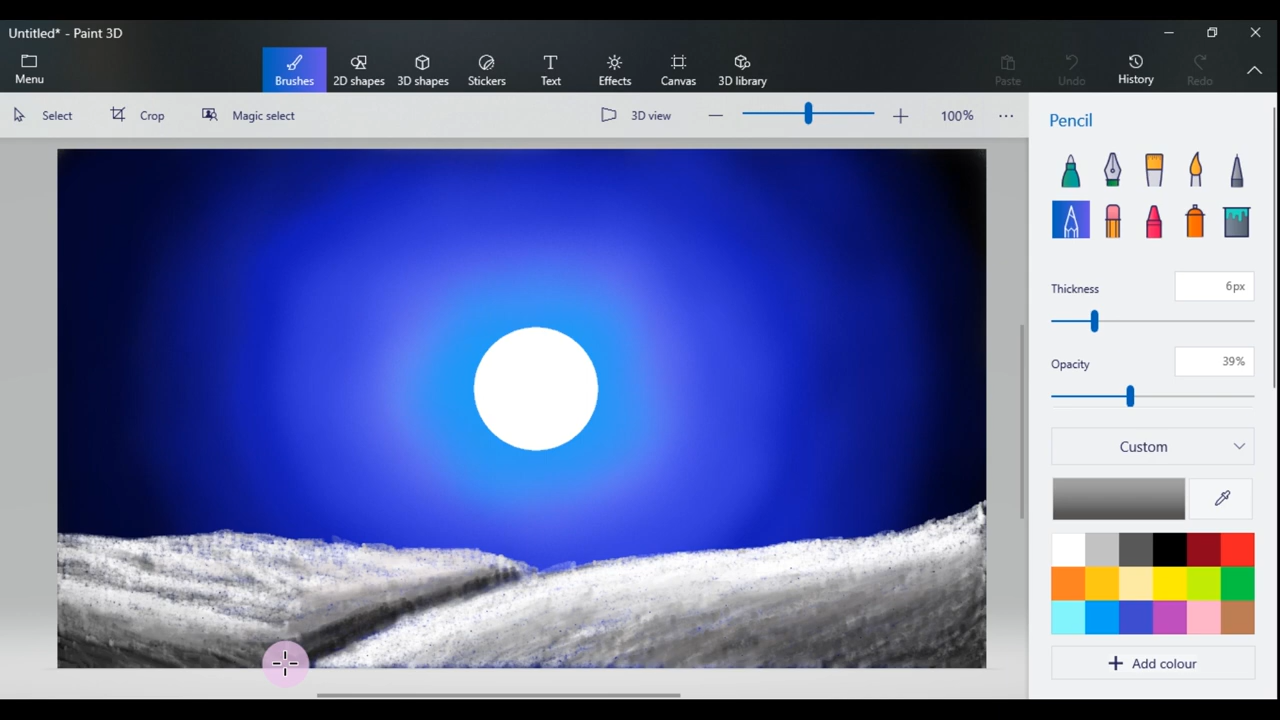 Untitled* - Paint 3D
Menu
Brushes
2D shapes
3D shapes
Stickers
Text
Effects
Canvas
3D library
Paste
Undo
History
Redo
Select
Crop
Magic select
3D view
100%
Pencil
Thickness
6px
Opacity
39%
Custom
Add colour